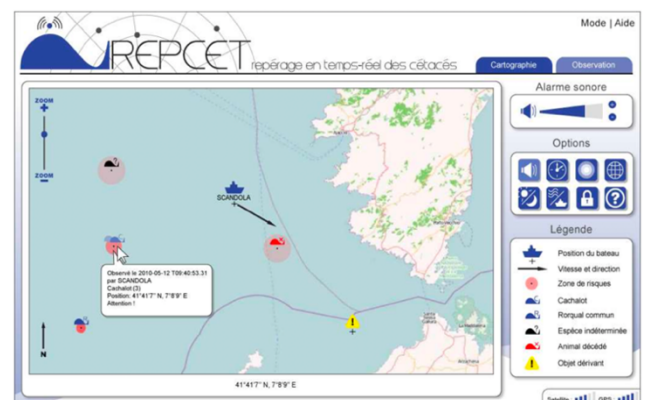 Mode | Aide
REPCET
repérage en temps-réel des cétacés
Cartographie
Observation
ZOOM
+
ZOOM
SCANDOLA
Observé le 2010-05-12 T09:40:53.31
par SCANDOLA
Cachalot (3)
Position: 41°41'7" N, 7°8'9" E
Attention !
N
41°41'7" N, 7°8'9" E
Alarme sonore
Options
Légende
Position du bateau
Vitesse et direction
Zone de risques
Cachalot
Rorqual commun
Espèce indéterminée
Animal décédé
Objet dérivant